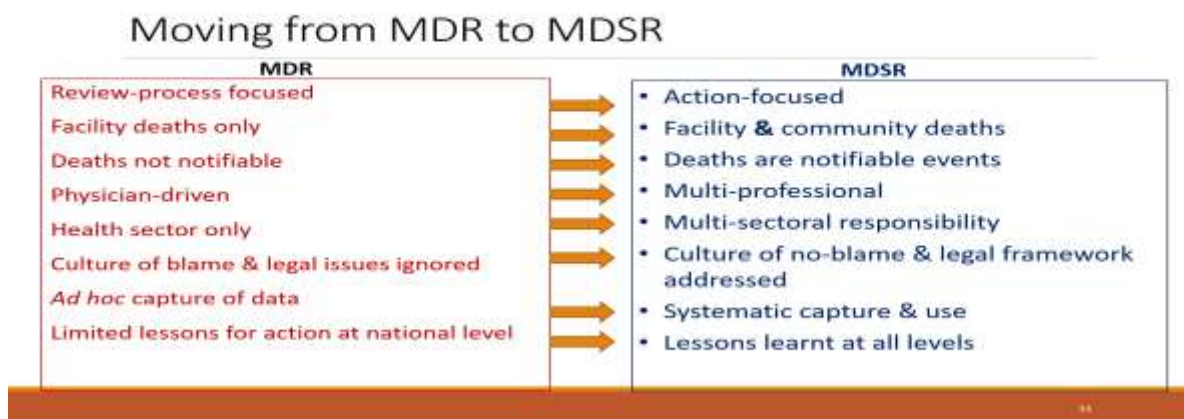 Moving from MDR to MDSR
MDR
Review-process focused
Facility deaths only
Deaths not notifiable
Physician-driven
Health sector only
Culture of blame & legal issues ignored
Ad hoc capture of data
Limited lessons for action at national level
MDSR
• Action-focused
• Facility & community deaths
• Deaths are notifiable events
• Multi-professional
• Multi-sectoral responsibility
• Culture of no-blame & legal framework
addressed
• Systematic capture & use
• Lessons learnt at all levels